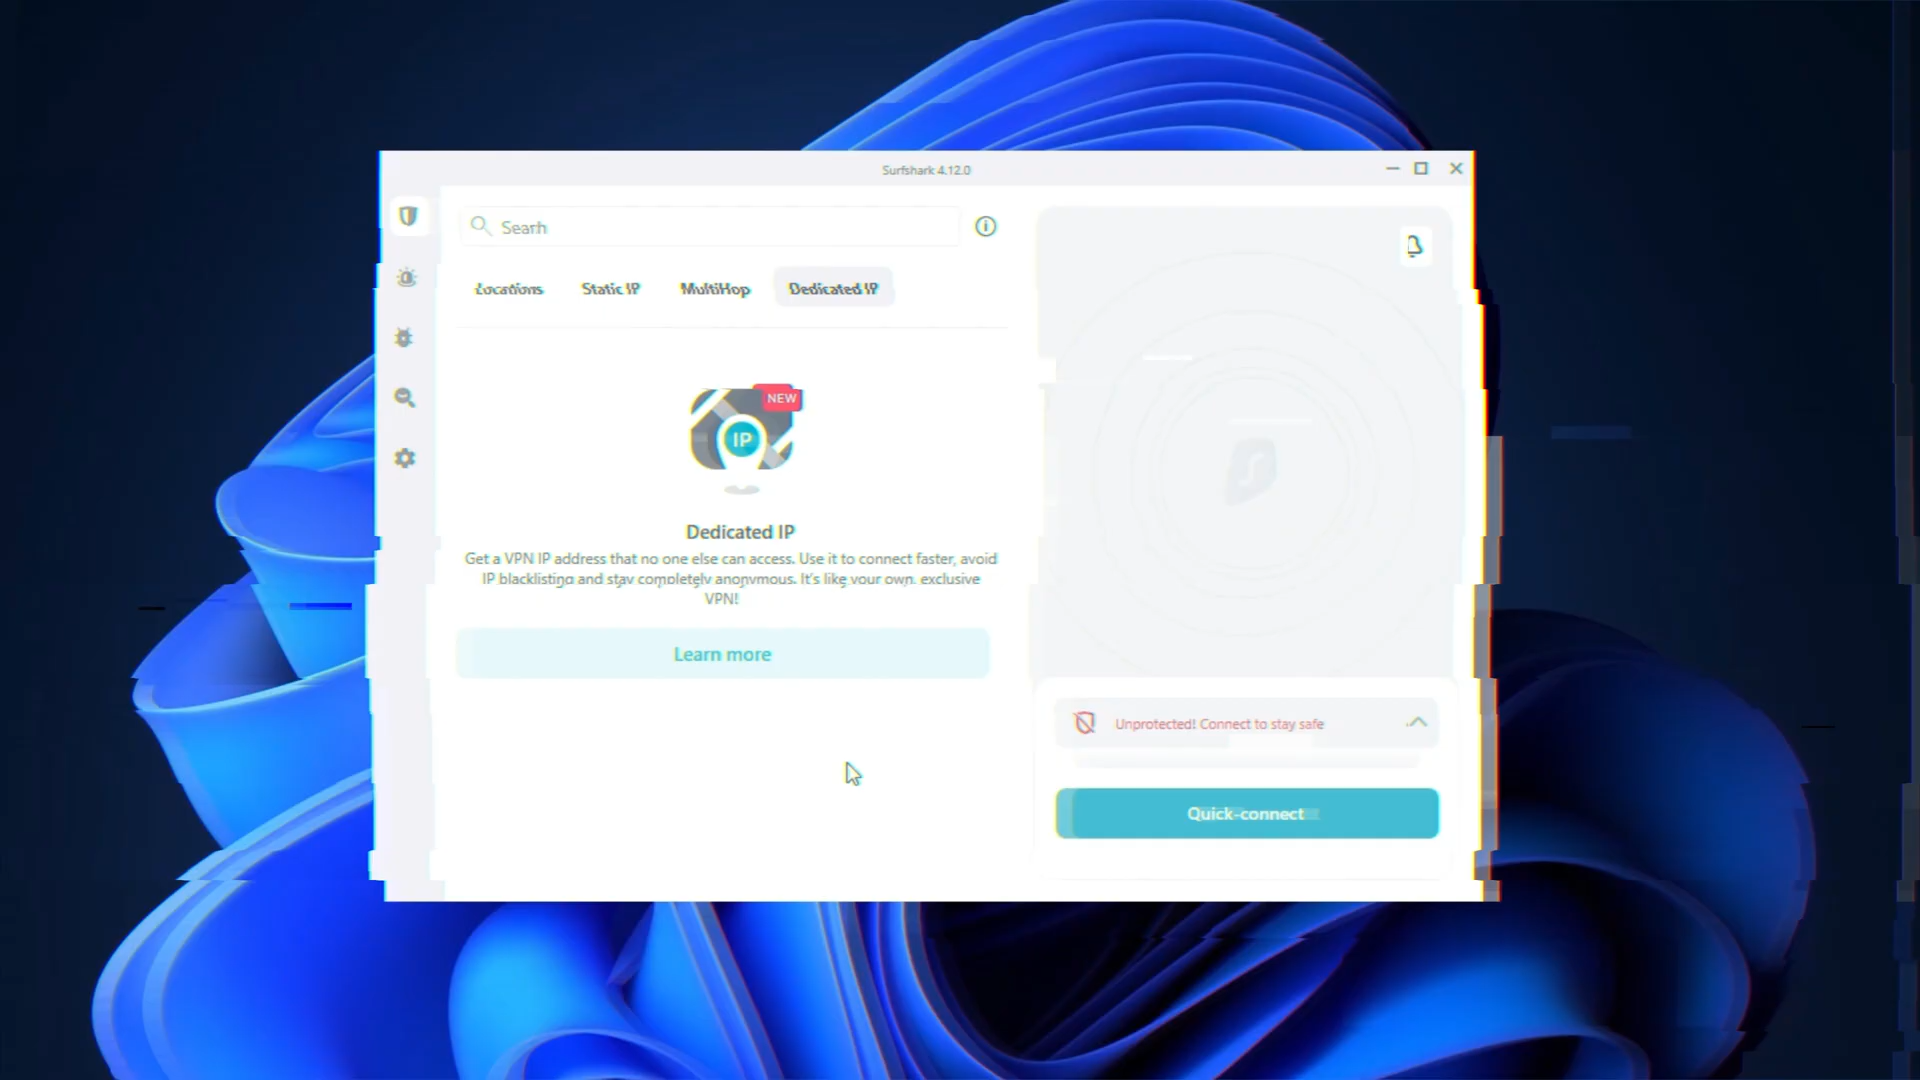 Surfshark 4.12.0
Searh
Locations Static IP MultiHop Dedicated IP
NEW
IP
Dedicated IP
Get a VPN IP address that no one else can access. Use it to connect faster, avoid
IP blacklisting and stay completely anonymous. It's like your own, exclusive
VPN!
Learn more
Unprotected! Connect to stay safe
Quick-connect